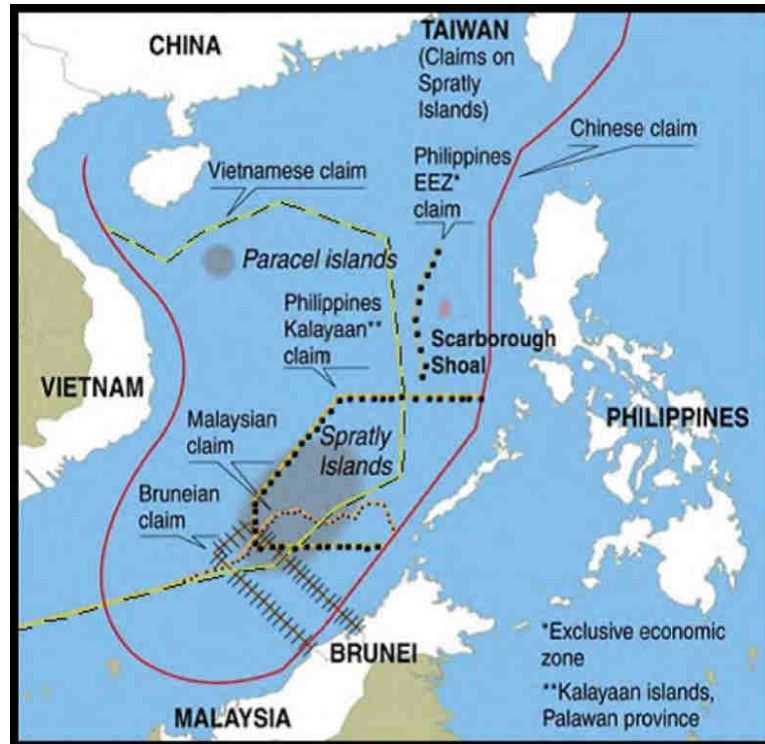 CHINA
TAIWAN
(Claims on
Spratly
Islands)
Chinese claim
Philippines
EEZ*
claim
Vietnamese claim
Paracel islands
Philippines
Kalayaan**
claim
Scarborough
Shoal
VIETNAM
Malaysian
claim
Spratly
Islands
PHILIPPINES
Bruneian
claim
BRUNEI
MALAYSIA
*Exclusive economic
zone
**Kalayaan islands,
Palawan province